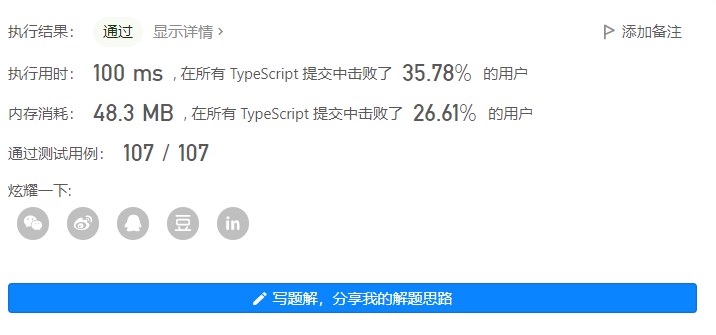 执行结果： 通过 显示详情 > 添加备注
执行用时： 100 ms , 在所有 TypeScript 提交中击败了 35.78% 的用户
内存消耗： 48.3 MB , 在所有 TypeScript 提交中击败了 26.61% 的用户
通过测试用例： 107 / 107
炫耀一下:
豆 in
写题解，分享我的解题思路